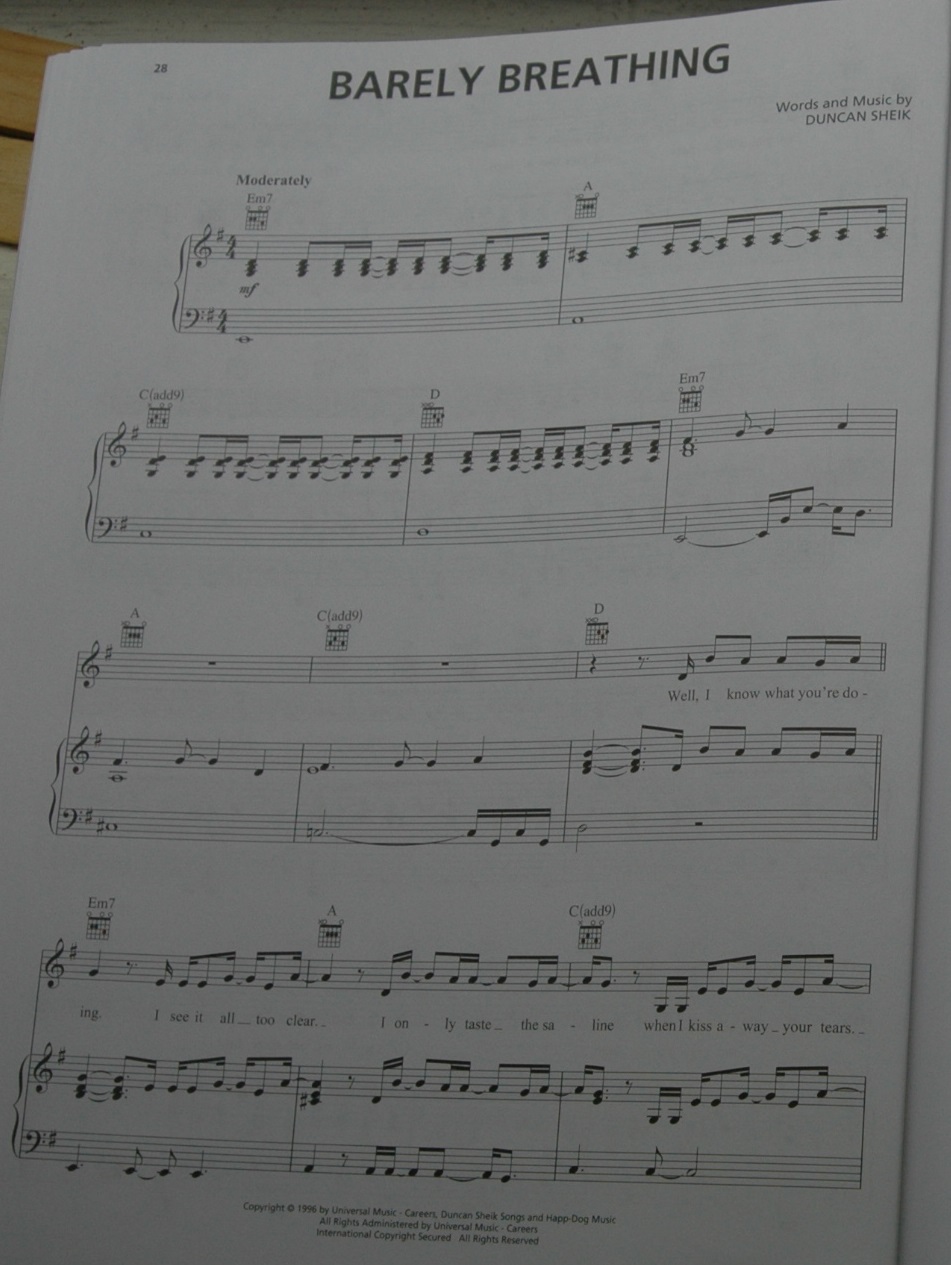 28
BARELY BREATHING
Words and Music by
DUNCAN SHEIK
Moderately
Em7 A
mf
C(add9) D Em7
A C(add9) D
Well, I know what you're do -
Em7 A C(add9)
ing. I see it all too clear. I on - ly taste the sa - line when I kiss a - way your tears.
Copyright © 1996 by Universal Music - Careers, Duncan Sheik Songs and Happ-Dog Music
All Rights Administered by Universal Music - Careers
International Copyright Secured All Rights Reserved